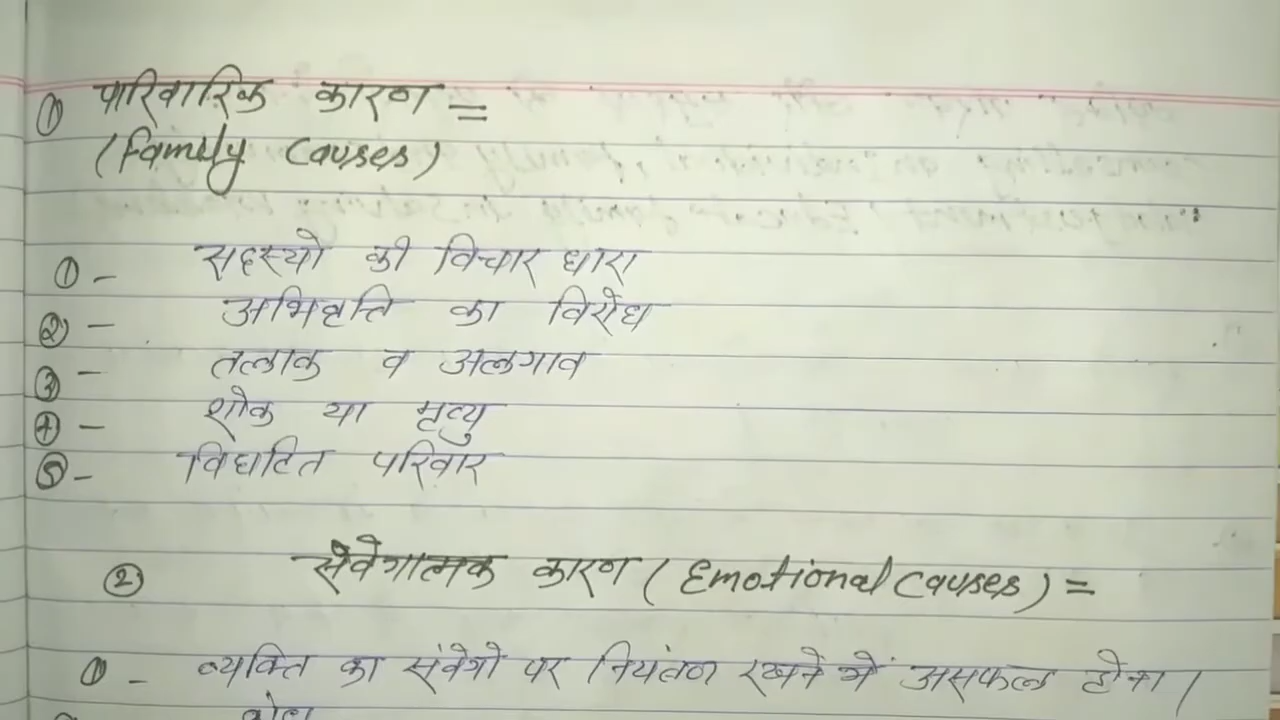 ① पारिवारिक कारण =
(Family Causes)
① - सदस्यो की विचार धारा
② - अभिवृत्ति का विरोध
③ - तलाक व अलगाव
④ - शोक या मृत्यु
⑤ - विघटित परिवार
② संवेगात्मक कारण (Emotional Causes) =
① - व्यक्ति का संवेगो पर नियंतण रखने में असफल होना।